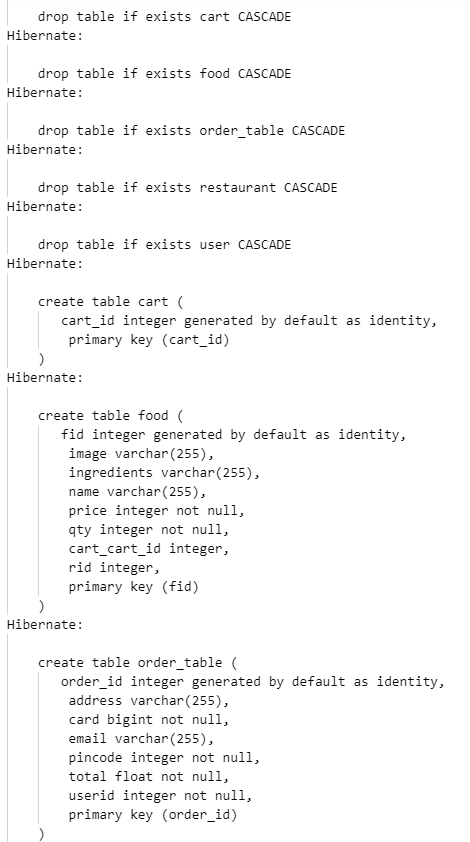 drop table if exists cart CASCADE
Hibernate:
drop table if exists food CASCADE
Hibernate:
drop table if exists order_table CASCADE
Hibernate:
drop table if exists restaurant CASCADE
Hibernate:
drop table if exists user CASCADE
Hibernate:
create table cart (
cart_id integer generated by default as identity,
primary key (cart_id)
)
Hibernate:
create table food (
fid integer generated by default as identity,
image varchar(255),
ingredients varchar(255),
name varchar(255),
price integer not null,
qty integer not null,
cart_cart_id integer,
rid integer,
primary key (fid)
)
Hibernate:
create table order_table (
order_id integer generated by default as identity,
address varchar(255),
card bigint not null,
email varchar(255),
pincode integer not null,
total float not null,
userid integer not null,
primary key (order_id)
)